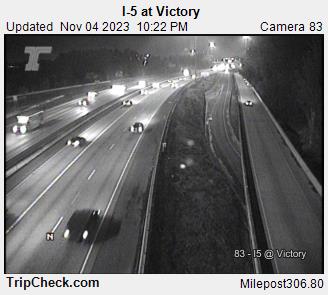 I-5 at Victory
Updated Nov 04 2023 10:22 PM Camera 83
T
N
83 - I5 @ Victory
TripCheck.com Milepost306.80